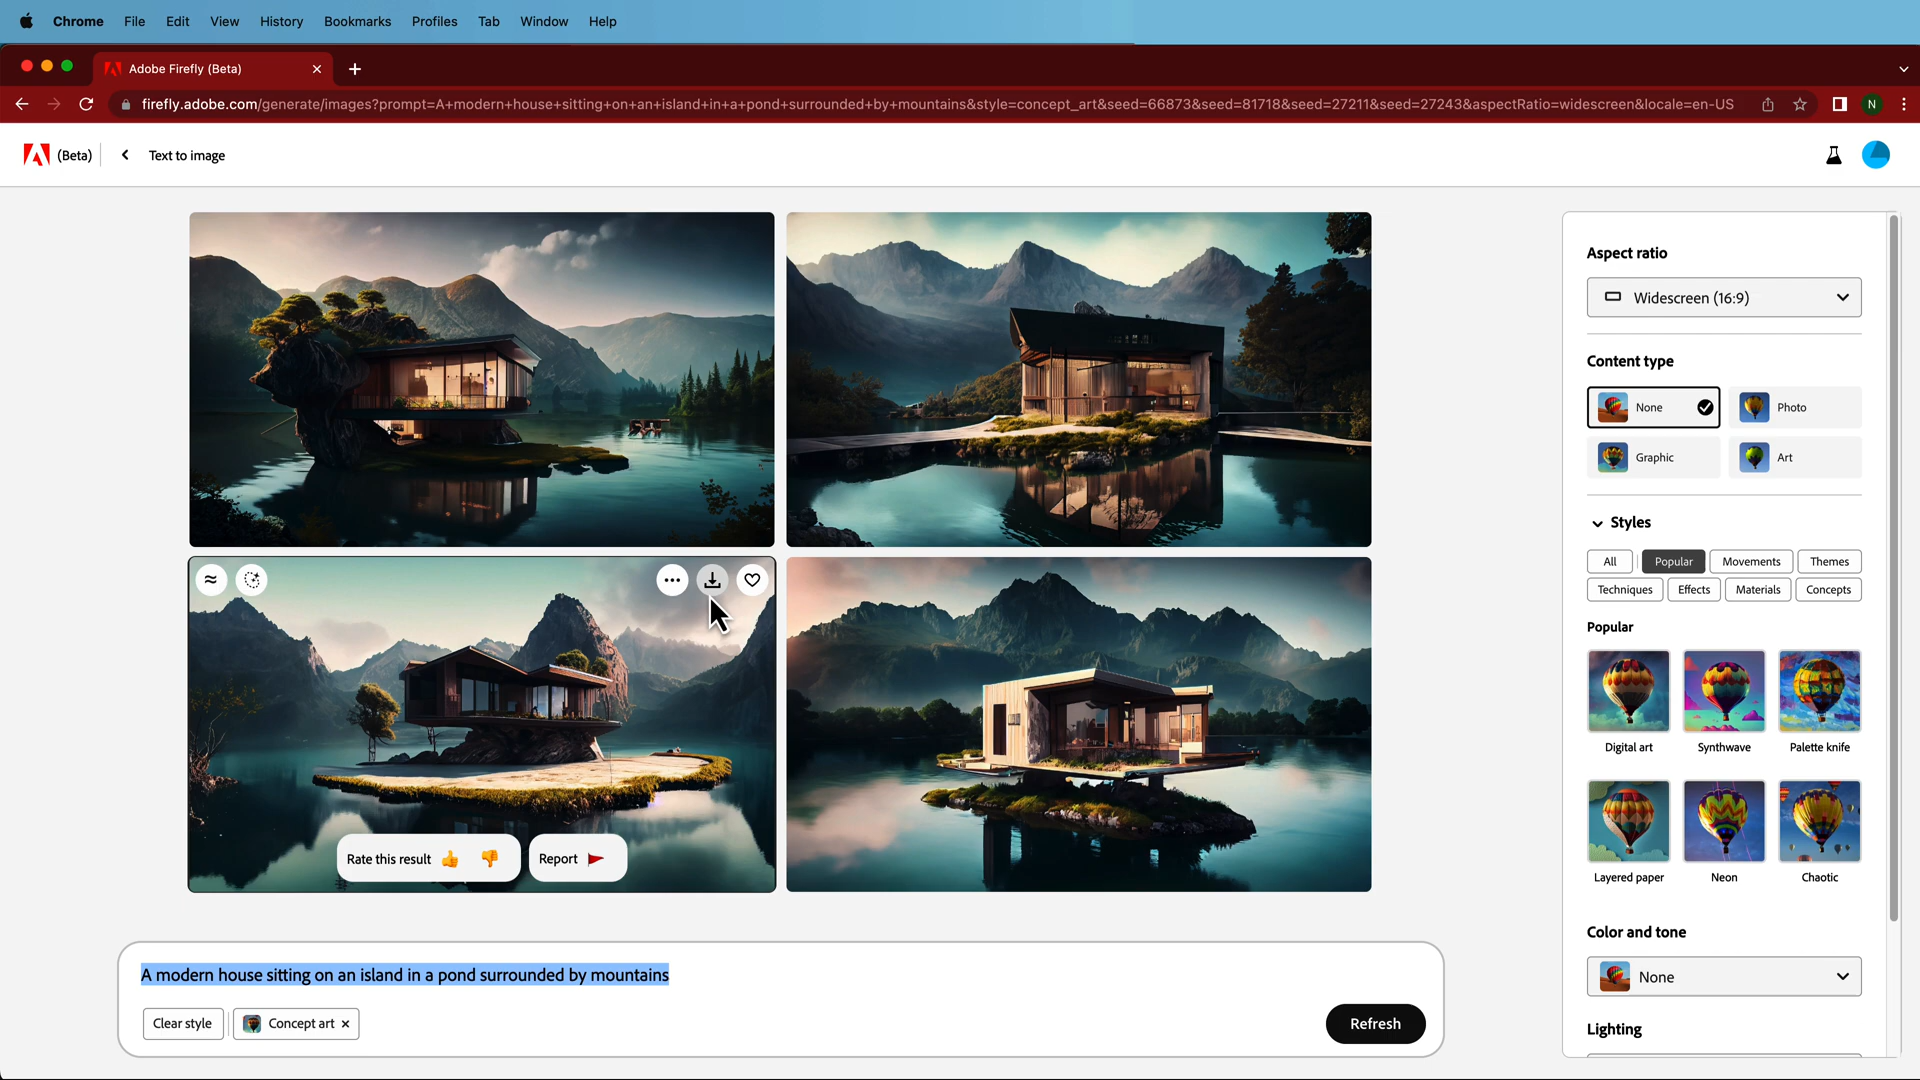 Chrome File Edit View History Bookmarks Profiles Tab Window Help
Adobe Firefly (Beta)
firefly.adobe.com/generate/images?prompt=A+modern+house+sitting+on+an+island+in+a+pond+surrounded+by+mountains&style=concept_art&seed=66873&seed=81718&seed=27211&seed=27243&aspectRatio=widescreen&locale=en-US
N
(Beta) Text to image
Aspect ratio
Widescreen (16:9)
Content type
None Photo
Graphic Art
Styles
All Popular Movements Themes
Techniques Effects Materials Concepts
Popular
Digital art Synthwave Palette knife
Layered paper Neon Chaotic
Color and tone
None
Lighting
Rate this result Report
A modern house sitting on an island in a pond surrounded by mountains
Clear style Concept art
Refresh